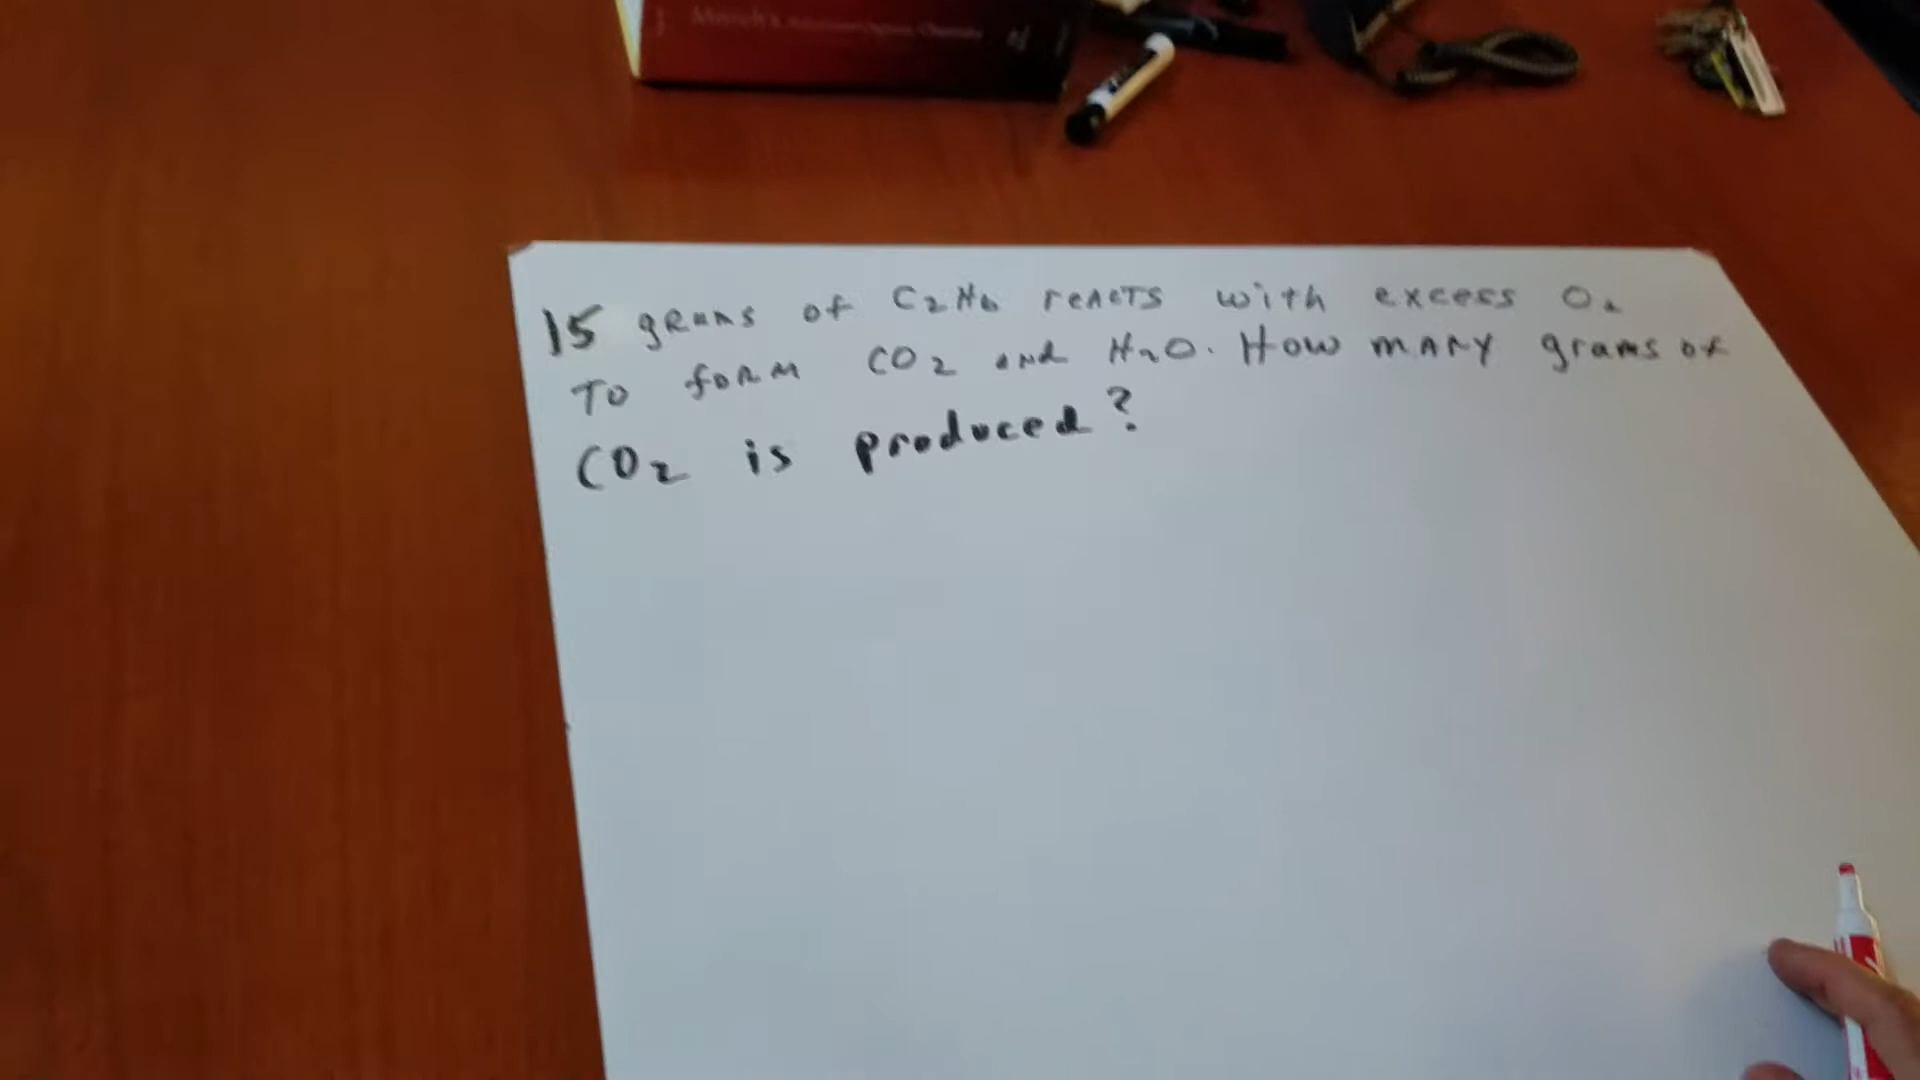 15 grams of C2H6 reacts with excess O2
To form CO2 and H2O. How many grams of
CO2 is produced?